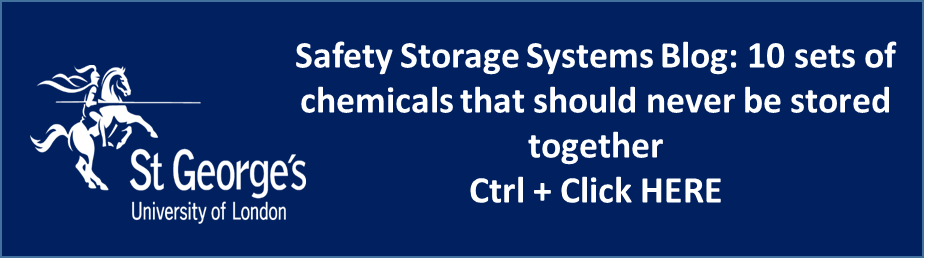 Safety Storage Systems Blog: 10 sets of
chemicals that should never be stored
together
Ctrl + Click HERE
St George's
University of London